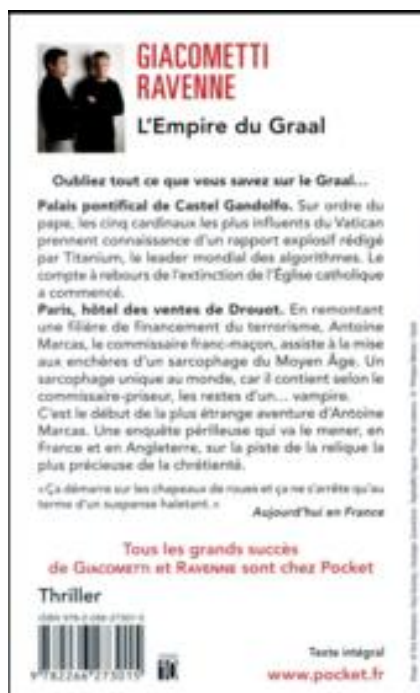 GIACOMETTI
RAVENNE
L'Empire du Graal
Oubliez tout ce que vous savez sur le Graal...
Palais pontifical de Castel Gandolfo. Sur ordre du
pape, les cinq cardinaux les plus influents du Vatican
prennent connaissance d'un rapport explosif rédigé
par Titanium, le leader mondial des algorithmes. Le
compte à rebours de l'extinction de l'Église catholique
a commencé.
Paris, hôtel des ventes de Drouot. En remontant
une filière de financement du terrorisme, Antoine
Marcas, le commissaire franc-maçon, assiste à la mise
aux enchères d'un sarcophage du Moyen Âge. Un
sarcophage unique au monde, car il contient selon le
commissaire-priseur, les restes d'un... vampire.
C'est le début de la plus étrange aventure d'Antoine
Marcas. Une enquête périlleuse qui va le mener, en
France et en Angleterre, sur la piste de la relique la
plus précieuse de la chrétienté.
«Ça démarre sur les chapeaux de roues et ça ne s'arrête qu'au
terme d'un suspense haletant.»
Aujourd'hui en France
Tous les grands succès
de GIACOMETTI et RAVENNE sont chez Pocket
Thriller
ISBN 978-2-266-27301-5
9 782266 273015
Texte intégral
www.pocket.fr